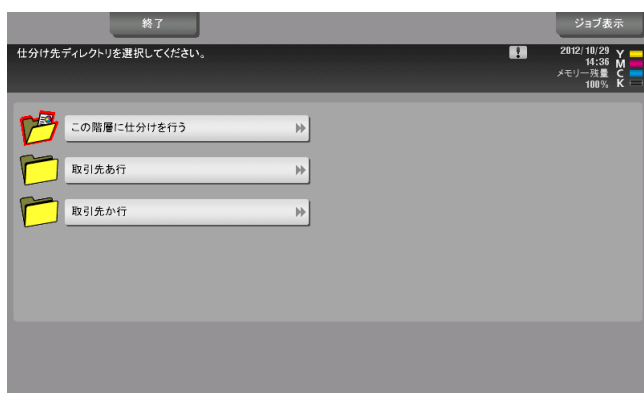 終了
ジョブ表示
仕分け先ディレクトリを選択してください。
2012/10/29
14:36
メモリー残量
100%
Y
M
C
K
この階層に仕分けを行う
取引先あ行
取引先か行